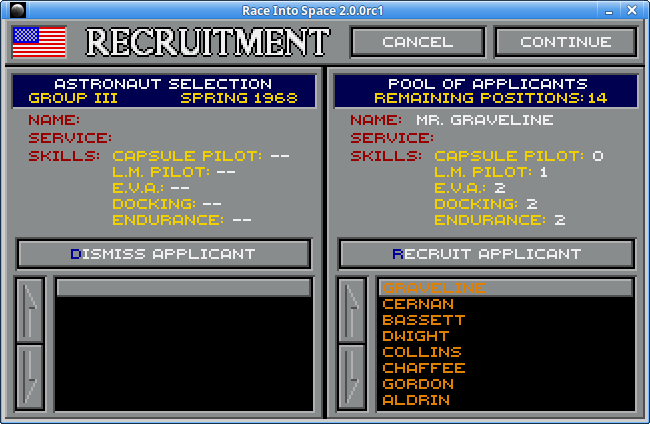 Race Into Space 2.0.0rc1
RECRUITMENT
CANCEL
CONTINUE
ASTRONAUT SELECTION
GROUP III SPRING 1968
NAME:
SERVICE:
SKILLS: CAPSULE PILOT: --
L.M. PILOT: --
E.V.A.: --
DOCKING: --
ENDURANCE: --
DISMISS APPLICANT
POOL OF APPLICANTS
REMAINING POSITIONS: 14
NAME: MR. GRAVELINE
SERVICE:
SKILLS: CAPSULE PILOT: 0
L.M. PILOT: 1
E.V.A.: 2
DOCKING: 2
ENDURANCE: 2
RECRUIT APPLICANT
GRAVELINE
CERNAN
BASSETT
DWIGHT
COLLINS
CHAFFEE
GORDON
ALDRIN